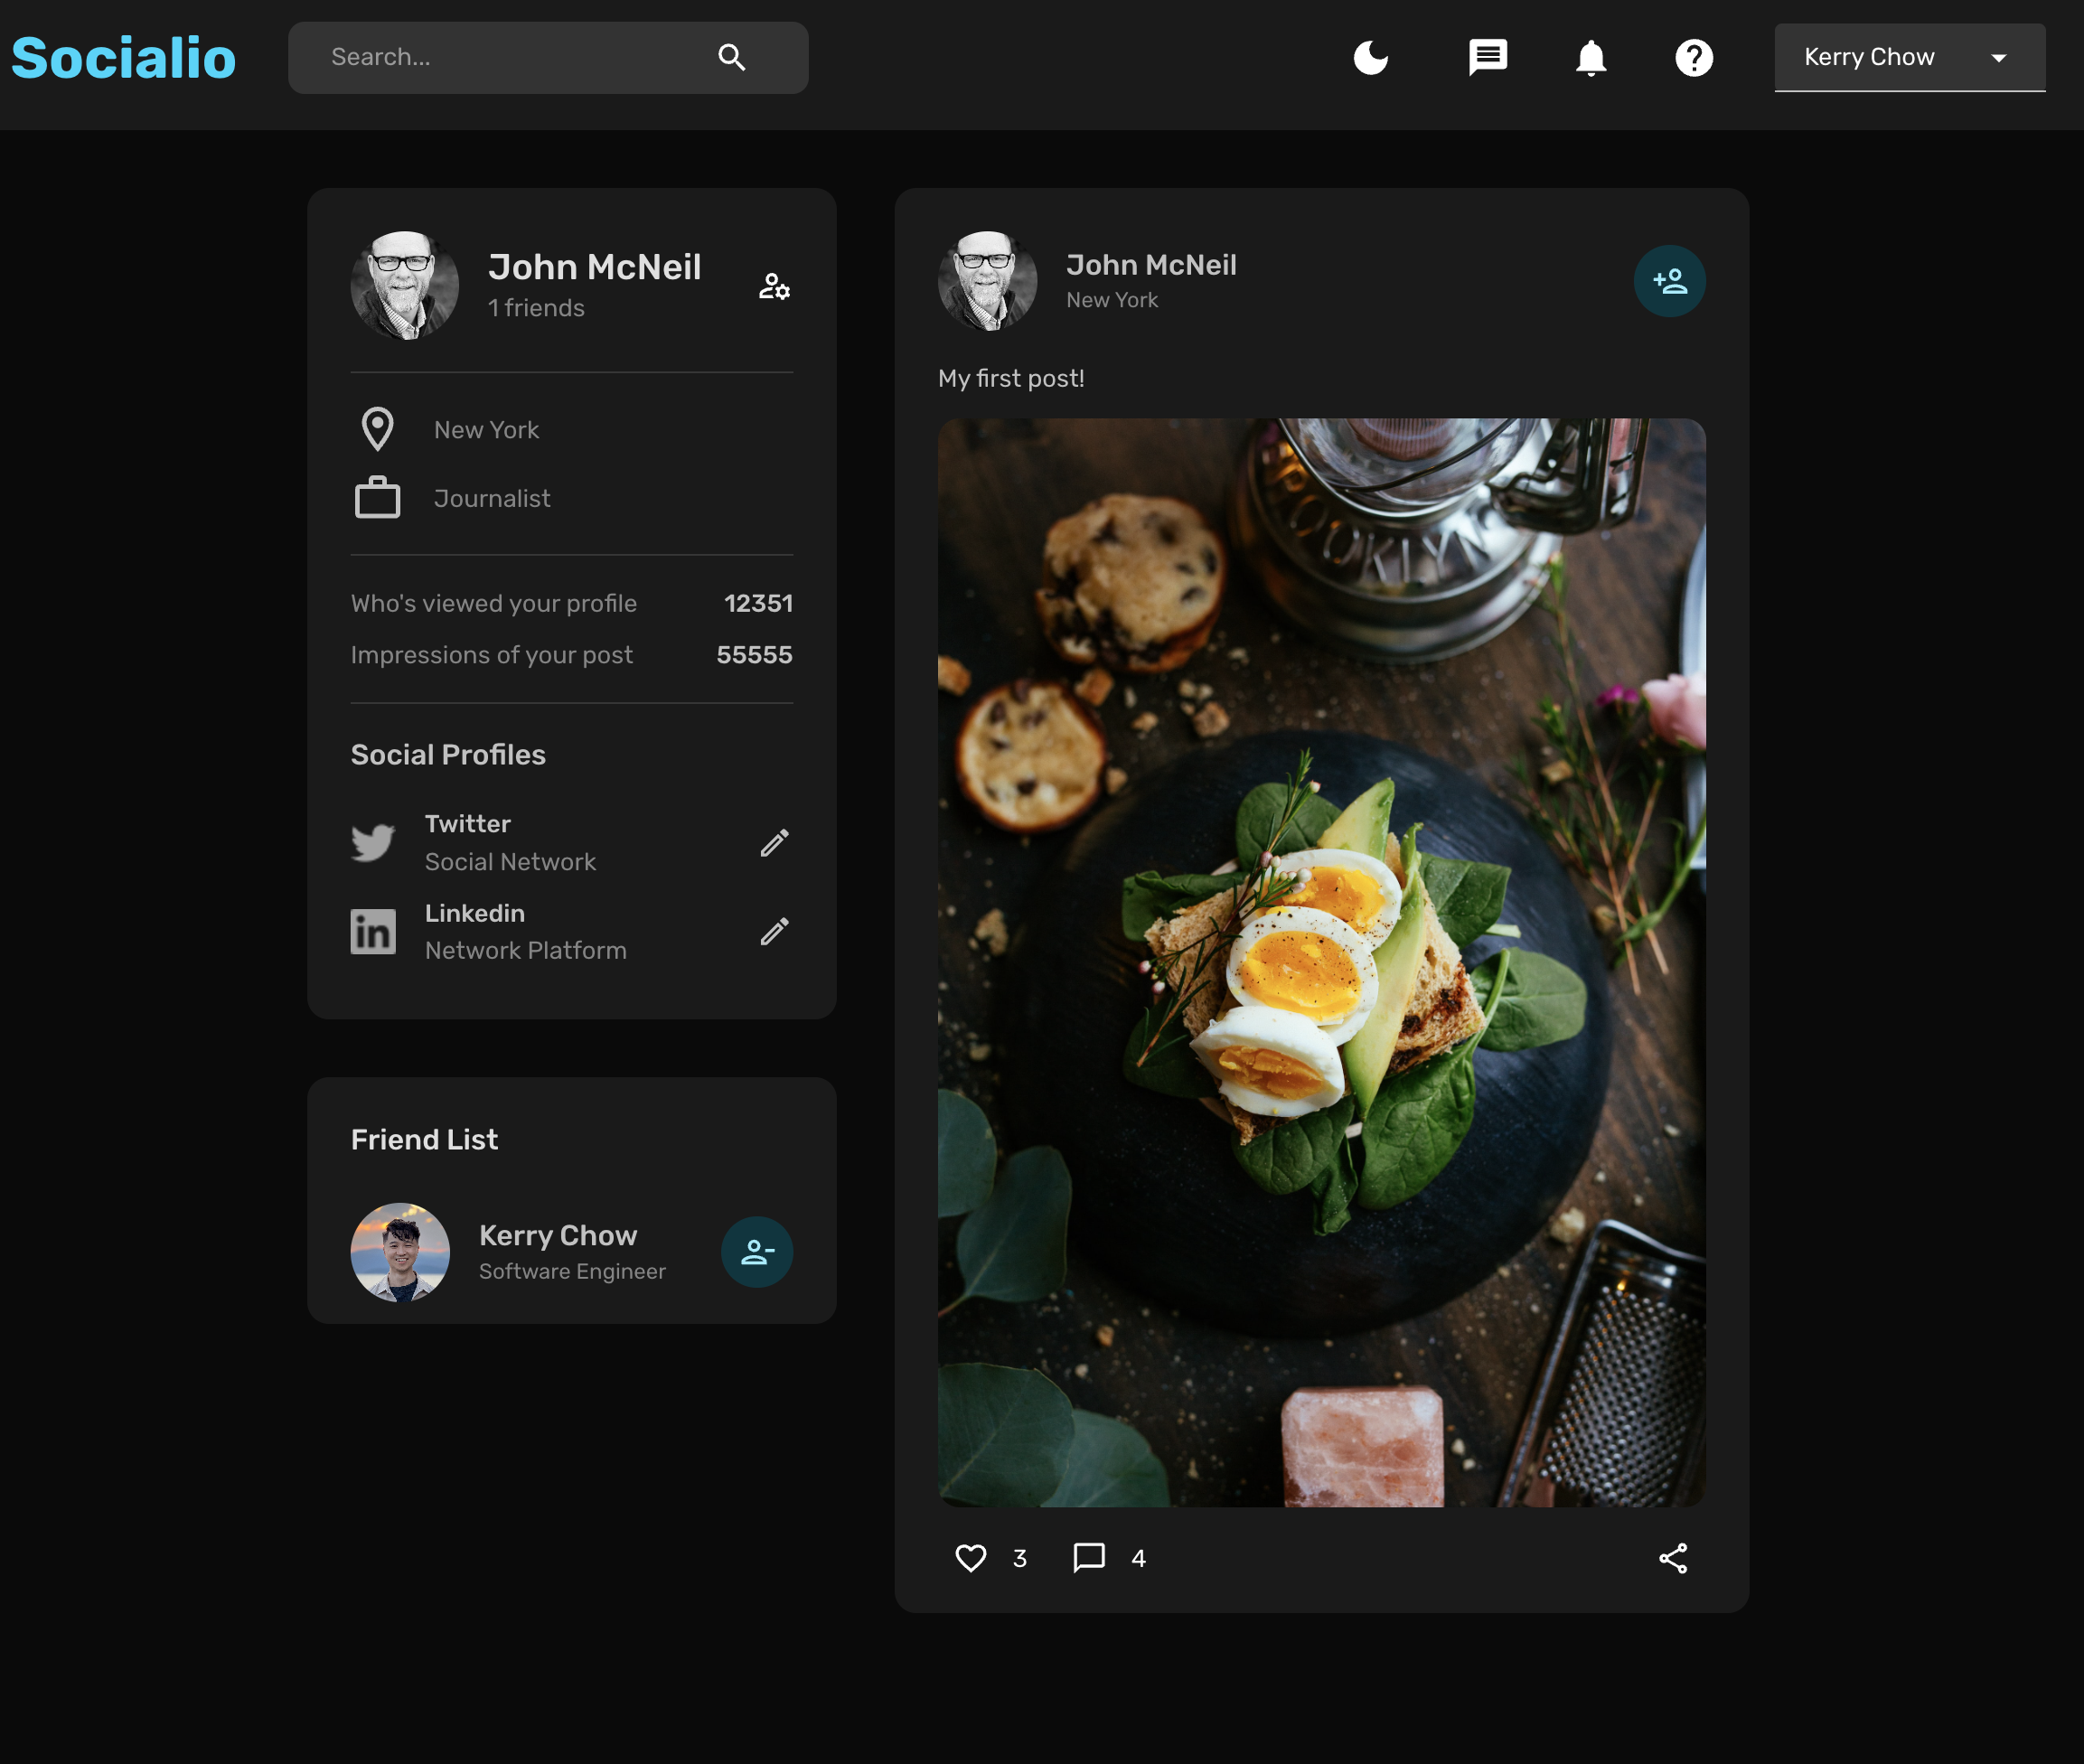 Socialio
Search...
Kerry Chow
John McNeil
1 friends
New York
Journalist
Who's viewed your profile 12351
Impressions of your post 55555
Social Profiles
Twitter
Social Network
in
Linkedin
Network Platform
Friend List
Kerry Chow
Software Engineer
John McNeil
New York
My first post!
OOKLYN
3
4